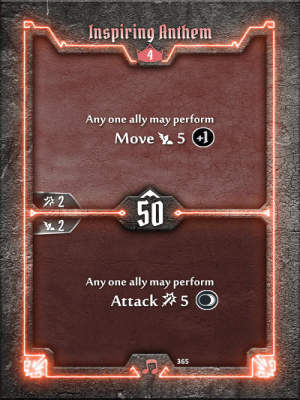 Inspiring Anthem
4
Any one ally may perform
Move 5 +1
2
50
2
Any one ally may perform
Attack 5
365